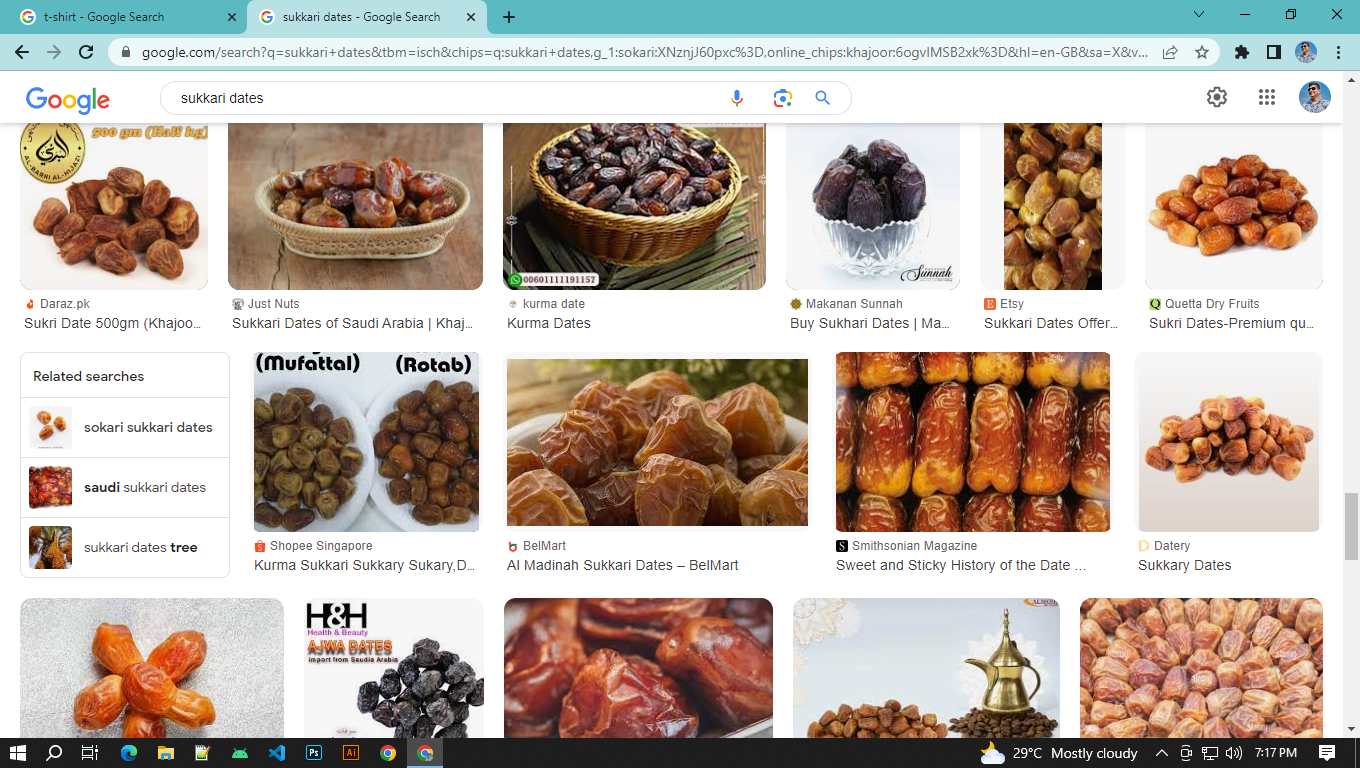 t-shirt - Google Search
sukkari dates - Google Search
google.com/search?q=sukkari+dates&tbm=isch&chips=q:sukkari+dates,g_1:sokari:XNznjJ60pxc%3D,online_chips:khajoor:6ogvIMSB2xk%3D&hl=en-GB&sa=X&v...
Google
sukkari dates
500 gm (Half kg)
AL-BARNI AL-HIJAZI
00601111191157
Sunnah
Daraz.pk
Just Nuts
kurma date
Makanan Sunnah
Etsy
Quetta Dry Fruits
Sukri Date 500gm (Khajoo...
Sukkari Dates of Saudi Arabia | Khaj...
Kurma Dates
Buy Sukhari Dates | Ma...
Sukkari Dates Offer...
Sukri Dates-Premium qu...
Related searches
sokari sukkari dates
saudi sukkari dates
sukkari dates tree
(Mufattal)
(Rotab)
Shopee Singapore
BelMart
Smithsonian Magazine
Datery
Kurma Sukkari Sukkary Sukary,D...
Al Madinah Sukkari Dates – BelMart
Sweet and Sticky History of the Date ...
Sukkary Dates
H&H
Health & Beauty
AJWA DATES
import from Saudia Arabia
Ps
Ai
29°C Mostly cloudy
7:17 PM